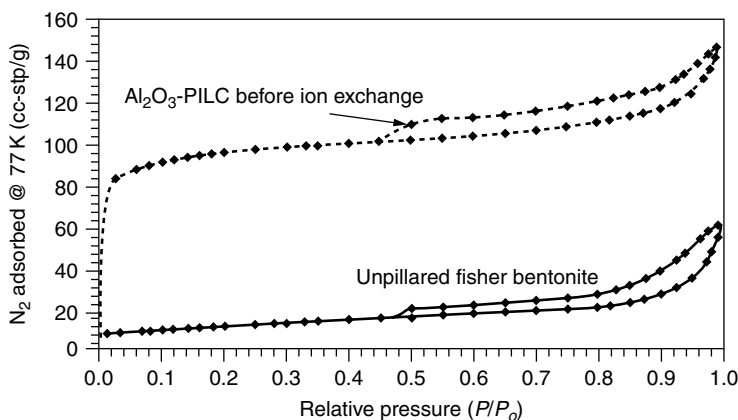 160
140
120
100
80
60
40
20
0
N₂ adsorbed @ 77 K (cc-stp/g)
Al₂O₃-PILC before ion exchange
Unpillared fisher bentonite
0.0 0.1 0.2 0.3 0.4 0.5 0.6 0.7 0.8 0.9 1.0
Relative pressure (P/Pₒ)